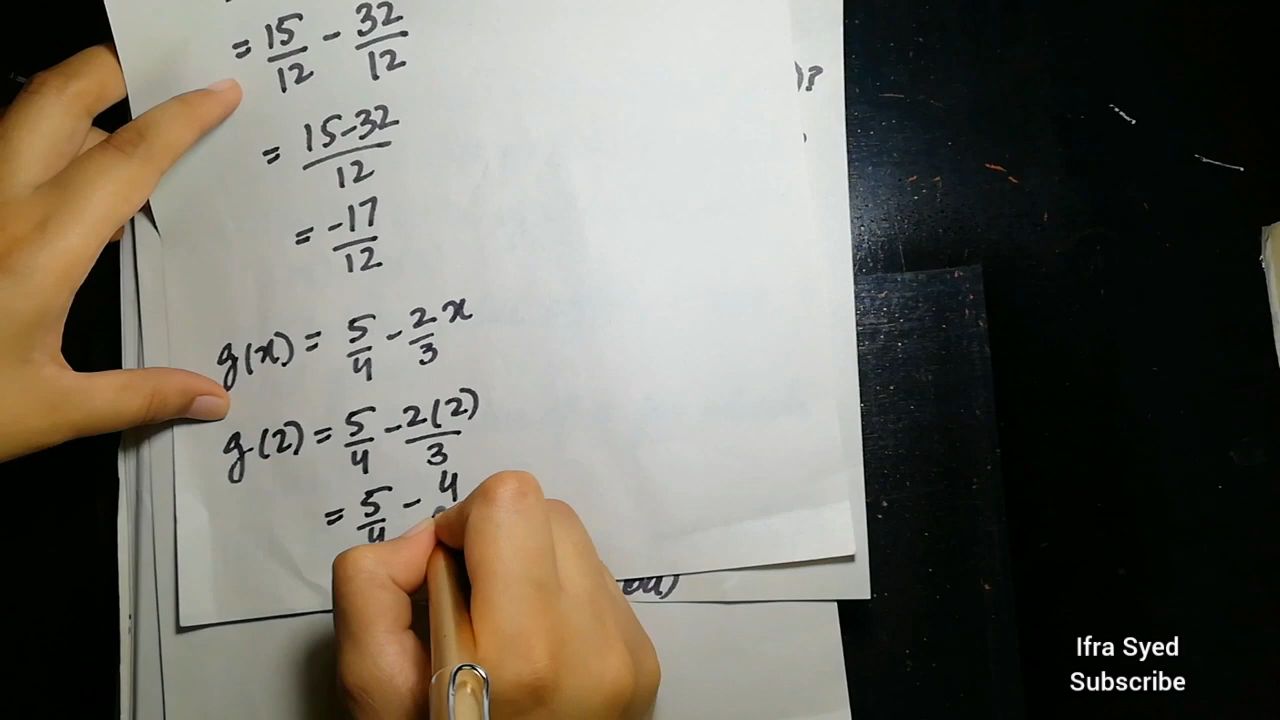 = 15/12 - 32/12
= 15-32/12
= -17/12
g(x) = 5/4 - 2/3 x
g(2) = 5/4 - 2(2)/3
= 5/4 - 4
)?
Ifra Syed
Subscribe